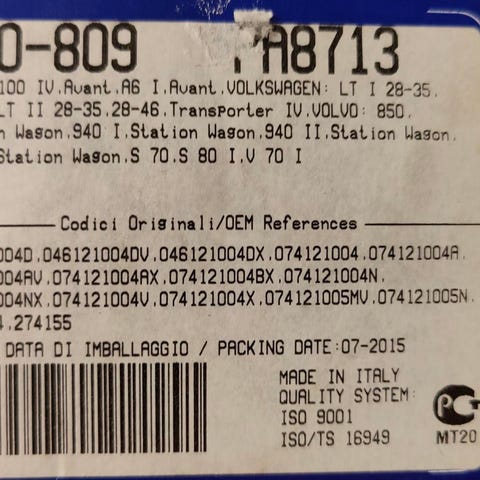 0-809 PA8713
100 IV,Avant,A6 I,Avant,VOLKSWAGEN: LT I 28-35,
LT II 28-35,28-46,Transporter IV,VOLVO: 850,
n Wagon,940 I,Station Wagon,940 II,Station Wagon,
Station Wagon,S 70,S 80 I,V 70 I
Codici Originali/OEM References
004D,046121004DV,046121004DX,074121004,074121004A,
004AV,074121004AX,074121004BX,074121004N,
004NX,074121004V,074121004X,074121005MV,074121005N,
,274155
DATA DI IMBALLAGGIO / PACKING DATE:07-2015
MADE IN ITALY
QUALITY SYSTEM:
ISO 9001
ISO/TS 16949
МТ20